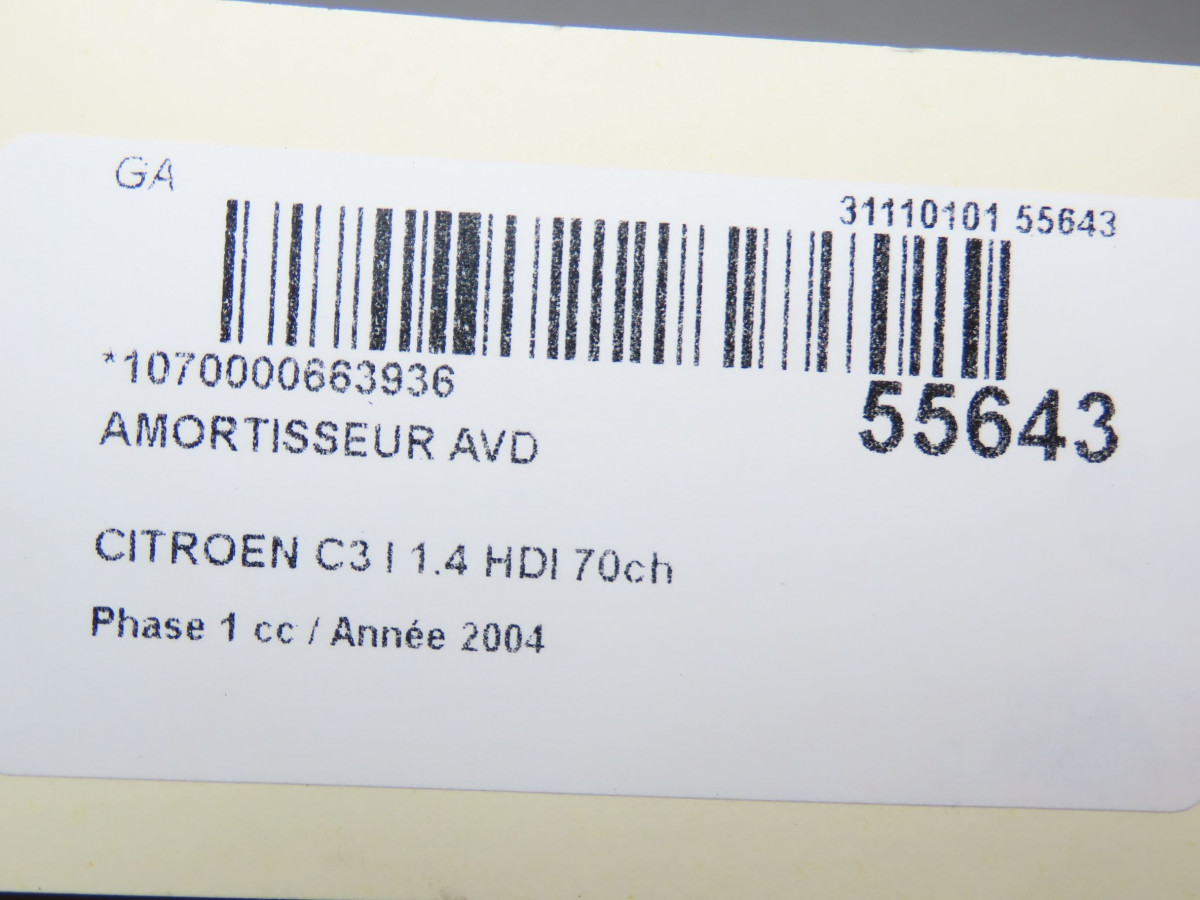 GA
31110101 55643
*1070000663936
55643
AMORTISSEUR AVD
CITROEN C3 I 1.4 HDI 70ch
Phase 1 cc / Année 2004